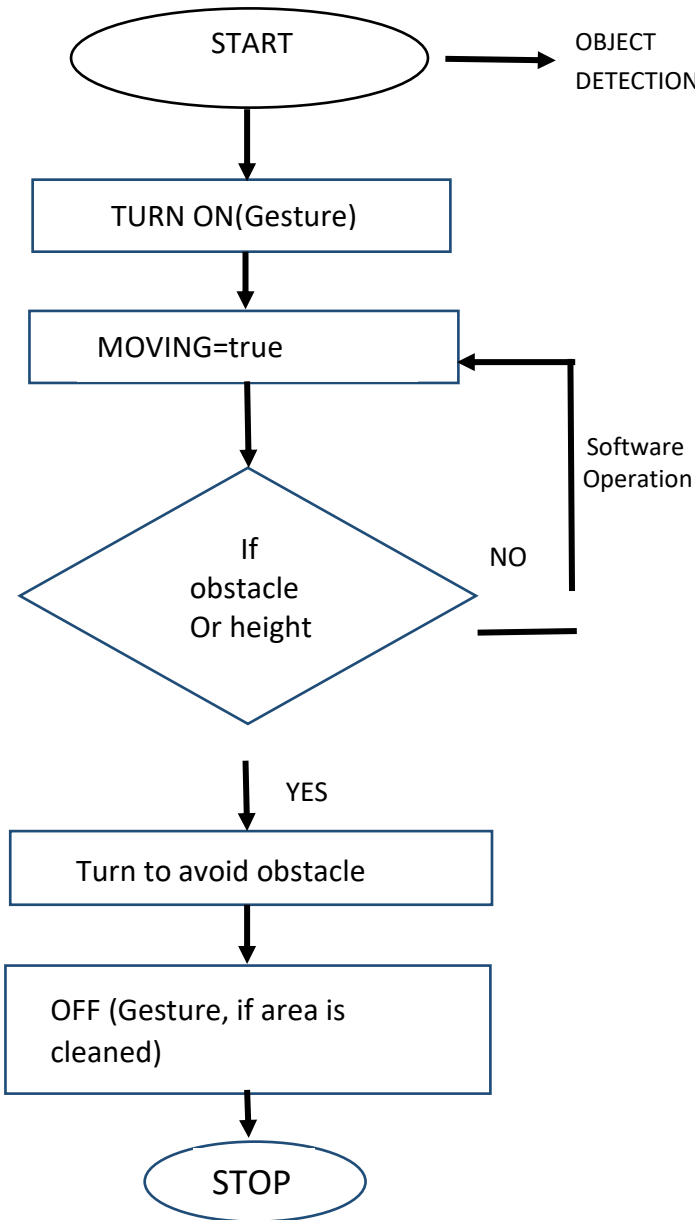 START
OBJECT
DETECTION
TURN ON(Gesture)
MOVING=true
Software
Operation
If
obstacle
Or height
NO
YES
Turn to avoid obstacle
OFF (Gesture, if area is
cleaned)
STOP